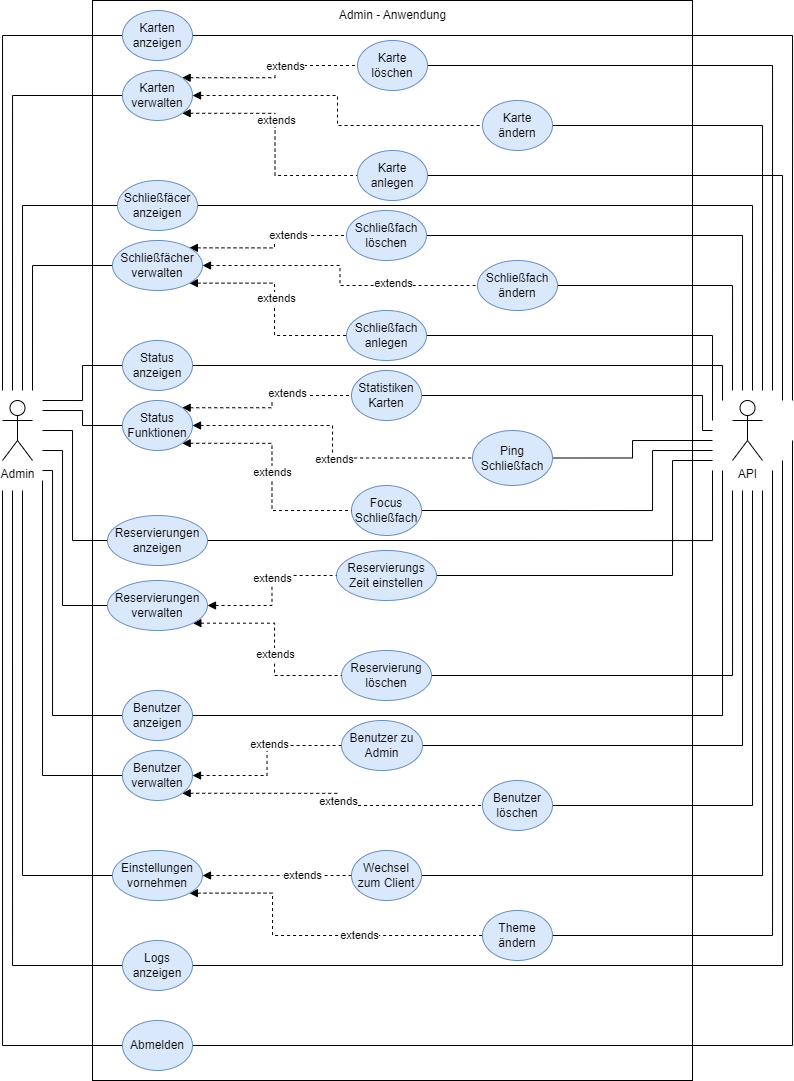 Admin - Anwendung
Karten
anzeigen
extends
Karte
löschen
Karten
verwalten
extends
Karte
ändern
Karte
anlegen
Schließfäcer
anzeigen
extends
Schließfach
löschen
Schließfächer
verwalten
extends
Schließfach
ändern
extends
Schließfach
anlegen
Status
anzeigen
extends
Statistiken
Karten
Status
Funktionen
extends
Ping
Schließfach
extends
Focus
Schließfach
Admin
API
Reservierungen
anzeigen
extends
Reservierungs
Zeit einstellen
Reservierungen
verwalten
extends
Reservierung
löschen
Benutzer
anzeigen
extends
Benutzer zu
Admin
Benutzer
verwalten
extends
Benutzer
löschen
Einstellungen
vornehmen
extends
Wechsel
zum Client
extends
Theme
ändern
Logs
anzeigen
Abmelden